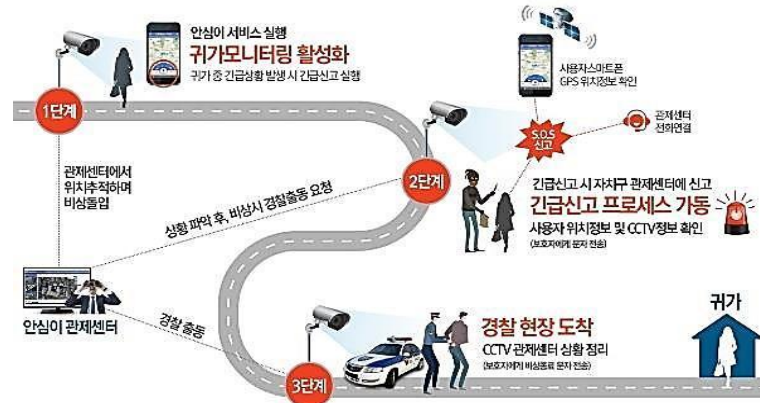 안심이 서비스 실행
귀가모니터링 활성화
귀가 중 긴급상황 발생 시 긴급신고 실행
1단계
관제센터에서
위치추적하며
비상돌입
사용자스마트폰
GPS 위치정보 확인
S.O.S
신고
관제센터
전화연결
2단계
긴급신고 시 자치구 관제센터에 신고
긴급신고 프로세스 가동
사용자 위치정보 및 CCTV정보 확인
(보호자에게 문자 전송)
상황 파악 후, 비상시 경찰출동 요청
안심이 관제센터
경찰 출동
3단계
경찰 현장 도착
CCTV 관제센터 상황 정리
(보호자에게 비상종료 문자 전송)
귀가